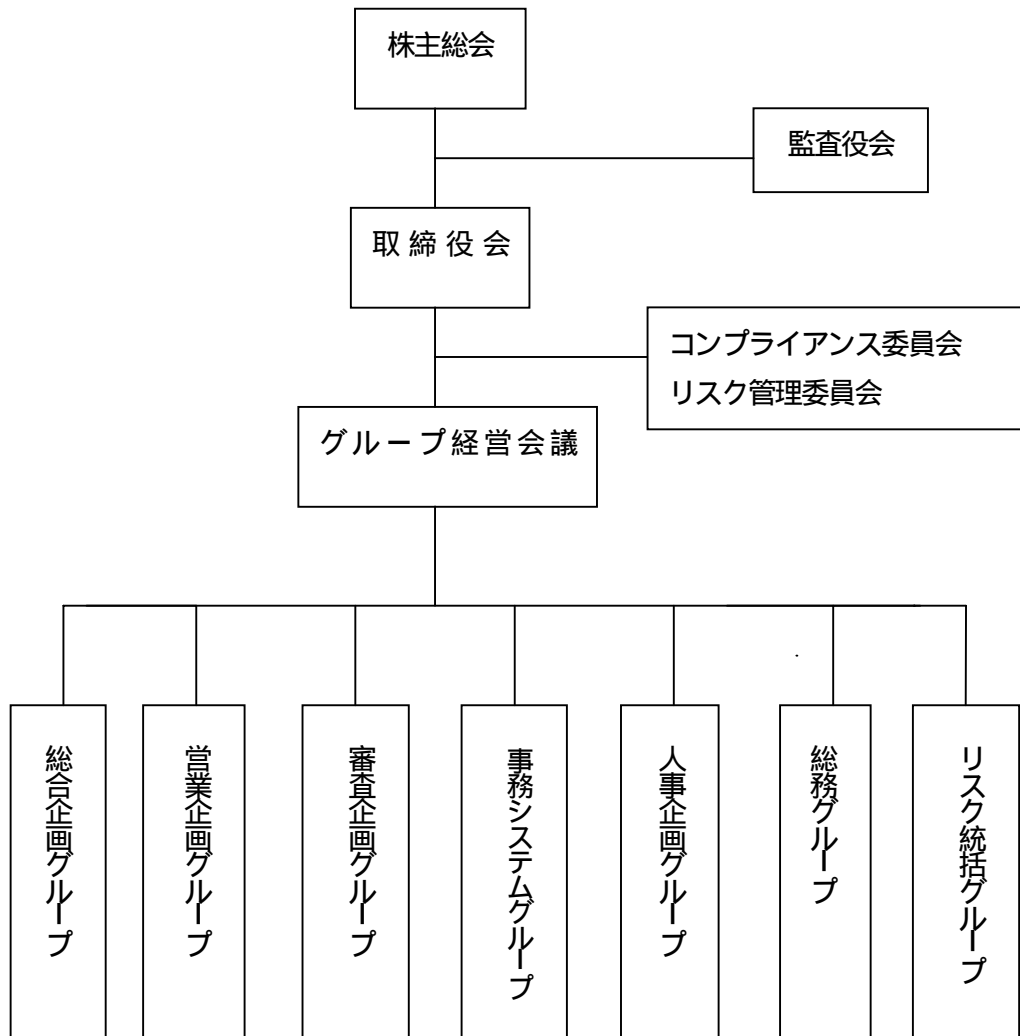 株主総会
監査役会
取締役会
コンプライアンス委員会
リスク管理委員会
グループ経営会議
総合企画グループ
営業企画グループ
審査企画グループ
事務システムグループ
人事企画グループ
総務グループ
リスク統括グループ